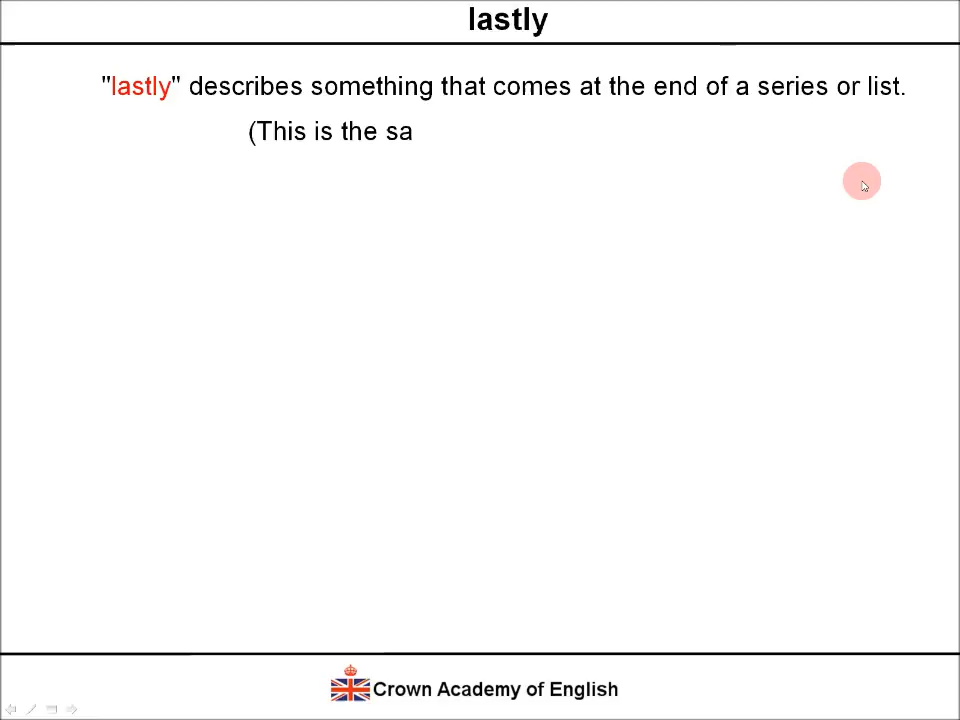 lastly
"lastly" describes something that comes at the end of a series or list.
(This is the sa
Crown Academy of English